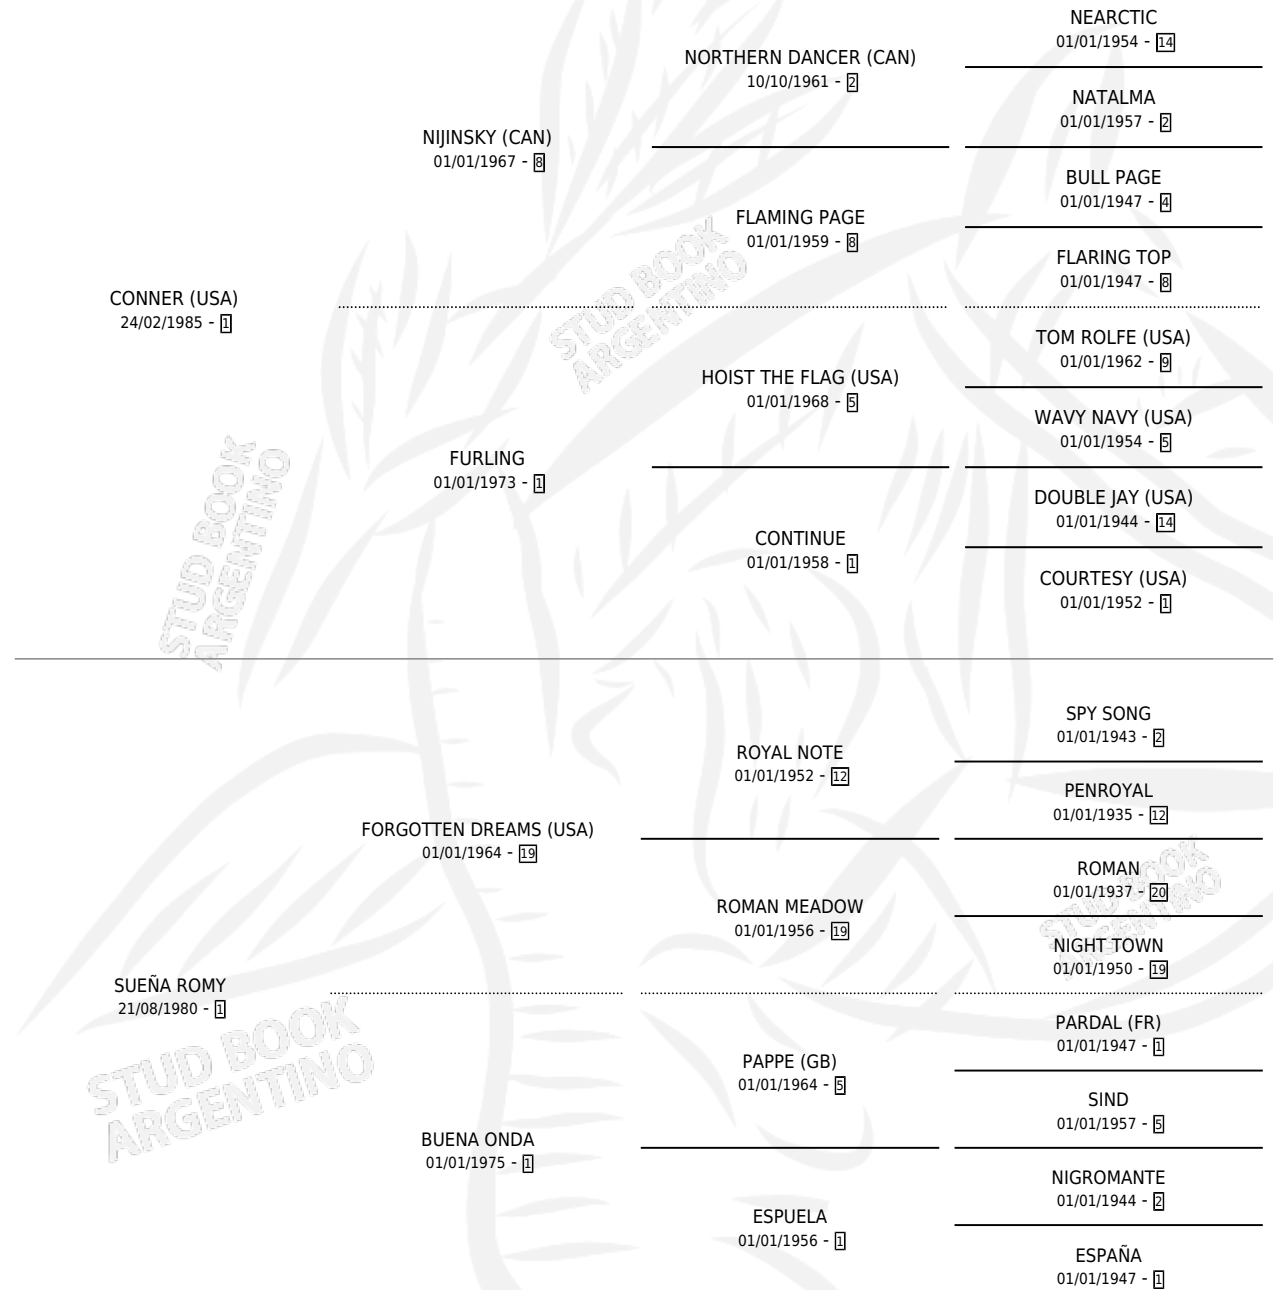 NEARCTIC
01/01/1954 - 14
NORTHERN DANCER (CAN)
10/10/1961 - 2
NATALMA
01/01/1957 - 2
NIJINSKY (CAN)
01/01/1967 - 8
BULL PAGE
01/01/1947 - 4
FLAMING PAGE
01/01/1959 - 8
FLARING TOP
01/01/1947 - 8
CONNER (USA)
24/02/1985 - 1
STUD BOOK
ARGENTINO
TOM ROLFE (USA)
01/01/1962 - 9
HOIST THE FLAG (USA)
01/01/1968 - 5
WAVY NAVY (USA)
01/01/1954 - 5
FURLING
01/01/1973 - 1
DOUBLE JAY (USA)
01/01/1944 - 14
CONTINUE
01/01/1958 - 1
COURTESY (USA)
01/01/1952 - 1
STUD BOOK
ARGENTINO
SPY SONG
01/01/1943 - 2
ROYAL NOTE
01/01/1952 - 12
PENROYAL
01/01/1935 - 12
FORGOTTEN DREAMS (USA)
01/01/1964 - 19
ROMAN
01/01/1937 - 20
ROMAN MEADOW
01/01/1956 - 19
NIGHT TOWN
01/01/1950 - 19
STUD BOOK
ARGENTINO
SUEÑA ROMY
21/08/1980 - 1
PARDAL (FR)
01/01/1947 - 1
PAPPE (GB)
01/01/1964 - 5
SIND
01/01/1957 - 5
STUD BOOK
ARGENTINO
BUENA ONDA
01/01/1975 - 1
NIGROMANTE
01/01/1944 - 2
ESPUELA
01/01/1956 - 1
ESPAÑA
01/01/1947 - 1